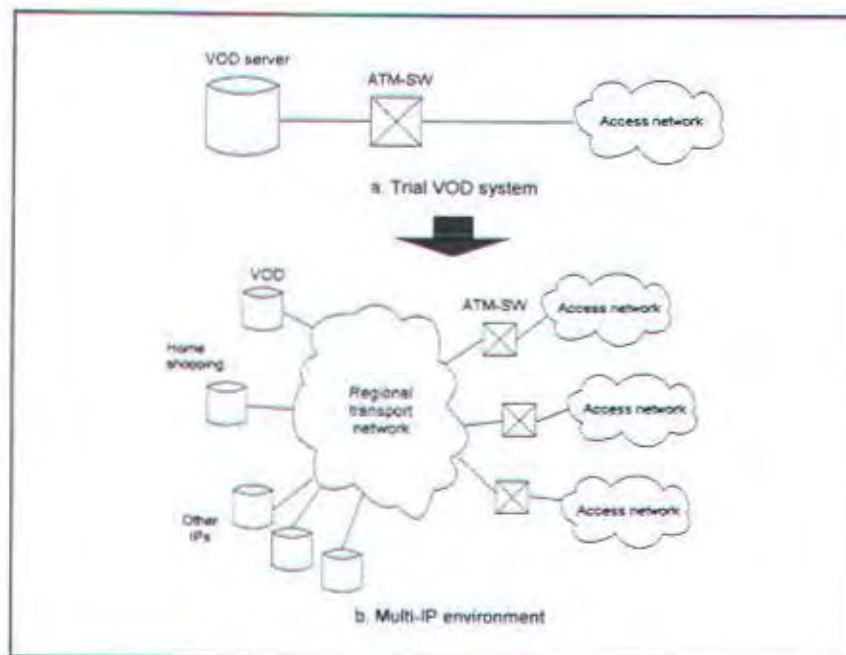 VOD server
ATM-SW
Access network
a. Trial VOD system
VOD
ATM-SW
Access network
Home
shopping
Regional
transport
network
Access network
Other
IPs
Access network
b. Multi-IP environment